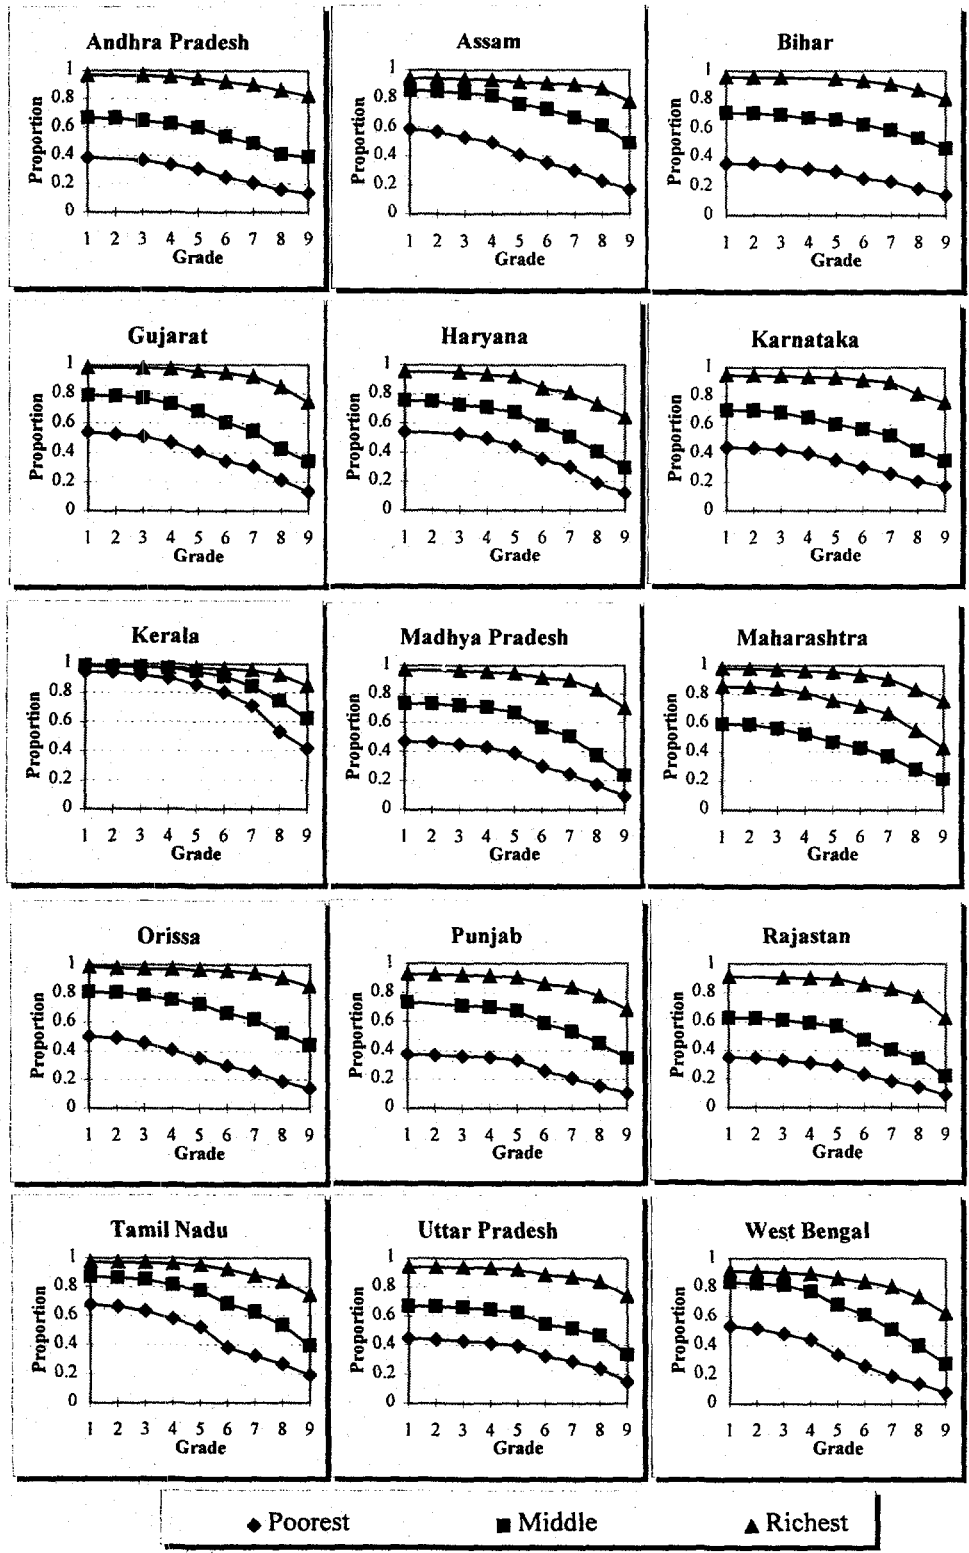 Andhra Pradesh
Proportion
1
0.8
0.6
0.4
0.2
0
1 2 3 4 5 6 7 8 9
Grade
Assam
Proportion
1
0.8
0.6
0.4
0.2
0
1 2 3 4 5 6 7 8 9
Grade
Bihar
Proportion
1
0.8
0.6
0.4
0.2
0
1 2 3 4 5 6 7 8 9
Grade
Gujarat
Proportion
1
0.8
0.6
0.4
0.2
0
1 2 3 4 5 6 7 8 9
Grade
Haryana
Proportion
1
0.8
0.6
0.4
0.2
0
1 2 3 4 5 6 7 8 9
Grade
Karnataka
Proportion
1
0.8
0.6
0.4
0.2
0
1 2 3 4 5 6 7 8 9
Grade
Kerala
Proportion
1
0.8
0.6
0.4
0.2
0
1 2 3 4 5 6 7 8 9
Grade
Madhya Pradesh
Proportion
1
0.8
0.6
0.4
0.2
0
1 2 3 4 5 6 7 8 9
Grade
Maharashtra
Proportion
1
0.8
0.6
0.4
0.2
0
1 2 3 4 5 6 7 8 9
Grade
Orissa
Proportion
1
0.8
0.6
0.4
0.2
0
1 2 3 4 5 6 7 8 9
Grade
Punjab
Proportion
1
0.8
0.6
0.4
0.2
0
1 2 3 4 5 6 7 8 9
Grade
Rajastan
Proportion
1
0.8
0.6
0.4
0.2
0
1 2 3 4 5 6 7 8 9
Grade
Tamil Nadu
Proportion
1
0.8
0.6
0.4
0.2
0
1 2 3 4 5 6 7 8 9
Grade
Uttar Pradesh
Proportion
1
0.8
0.6
0.4
0.2
0
1 2 3 4 5 6 7 8 9
Grade
West Bengal
Proportion
1
0.8
0.6
0.4
0.2
0
1 2 3 4 5 6 7 8 9
Grade
Poorest Middle Richest